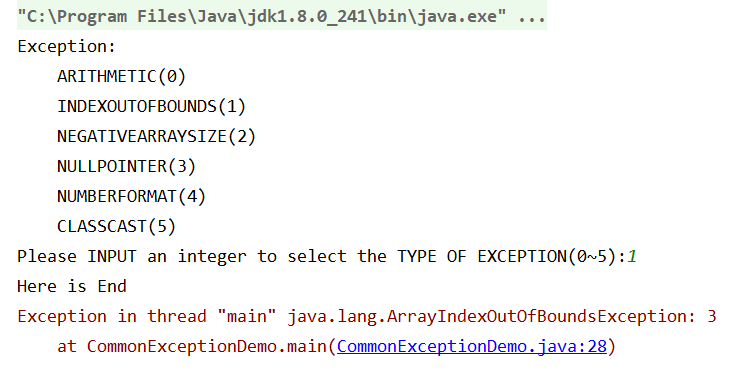 "C:\Program Files\Java\jdk1.8.0_241\bin\java.exe" ...
Exception:
    ARITHMETIC(0)
    INDEXOUTOFBOUNDS(1)
    NEGATIVEARRAYSIZE(2)
    NULLPOINTER(3)
    NUMBERFORMAT(4)
    CLASSCAST(5)
Please INPUT an integer to select the TYPE OF EXCEPTION(0~5):1
Here is End
Exception in thread "main" java.lang.ArrayIndexOutOfBoundsException: 3
    at CommonExceptionDemo.main(CommonExceptionDemo.java:28)